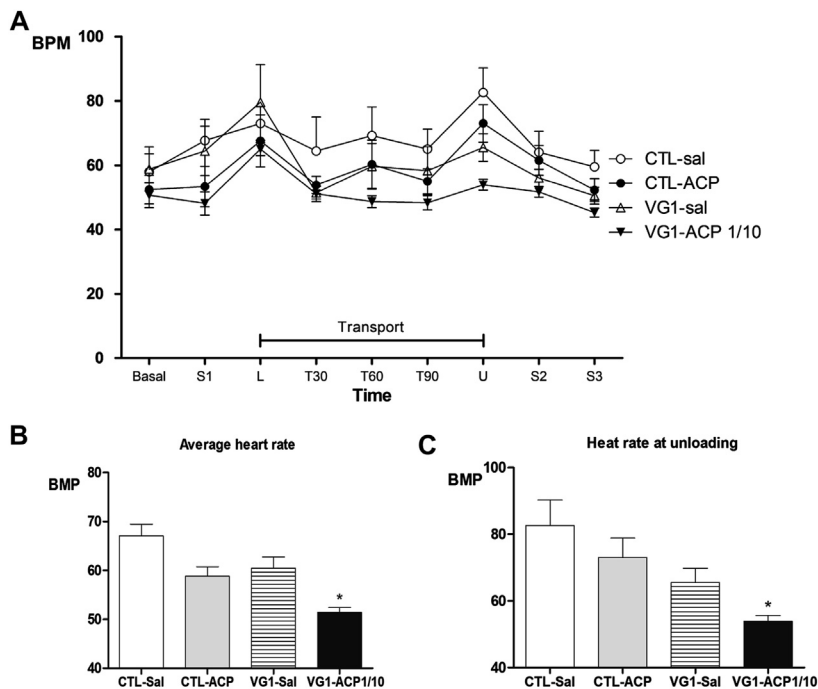 A
BPM
100
80
60
40
20
0
CTL-sal
CTL-ACP
VG1-sal
VG1-ACP 1/10
Transport
Basal S1 L T30 T60 T90 U S2 S3
Time
B
Average heart rate
BMP
80
70
60
50
40
*
CTL-Sal CTL-ACP VG1-Sal VG1-ACP1/10
C
Heat rate at unloading
BMP
100
80
60
40
*
CTL-Sal CTL-ACP VG1-Sal VG1-ACP1/10